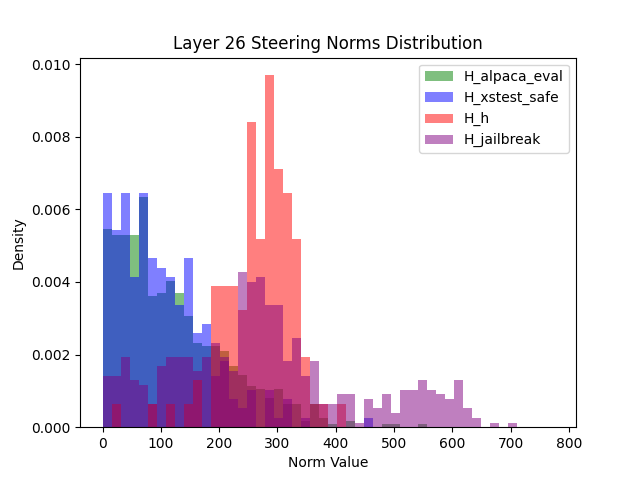 Layer 26 Steering Norms Distribution
0.010
0.008
0.006
0.004
0.002
0.000
Density
0 100 200 300 400 500 600 700 800
Norm Value
H_alpaca_eval
H_xstest_safe
H_h
H_jailbreak